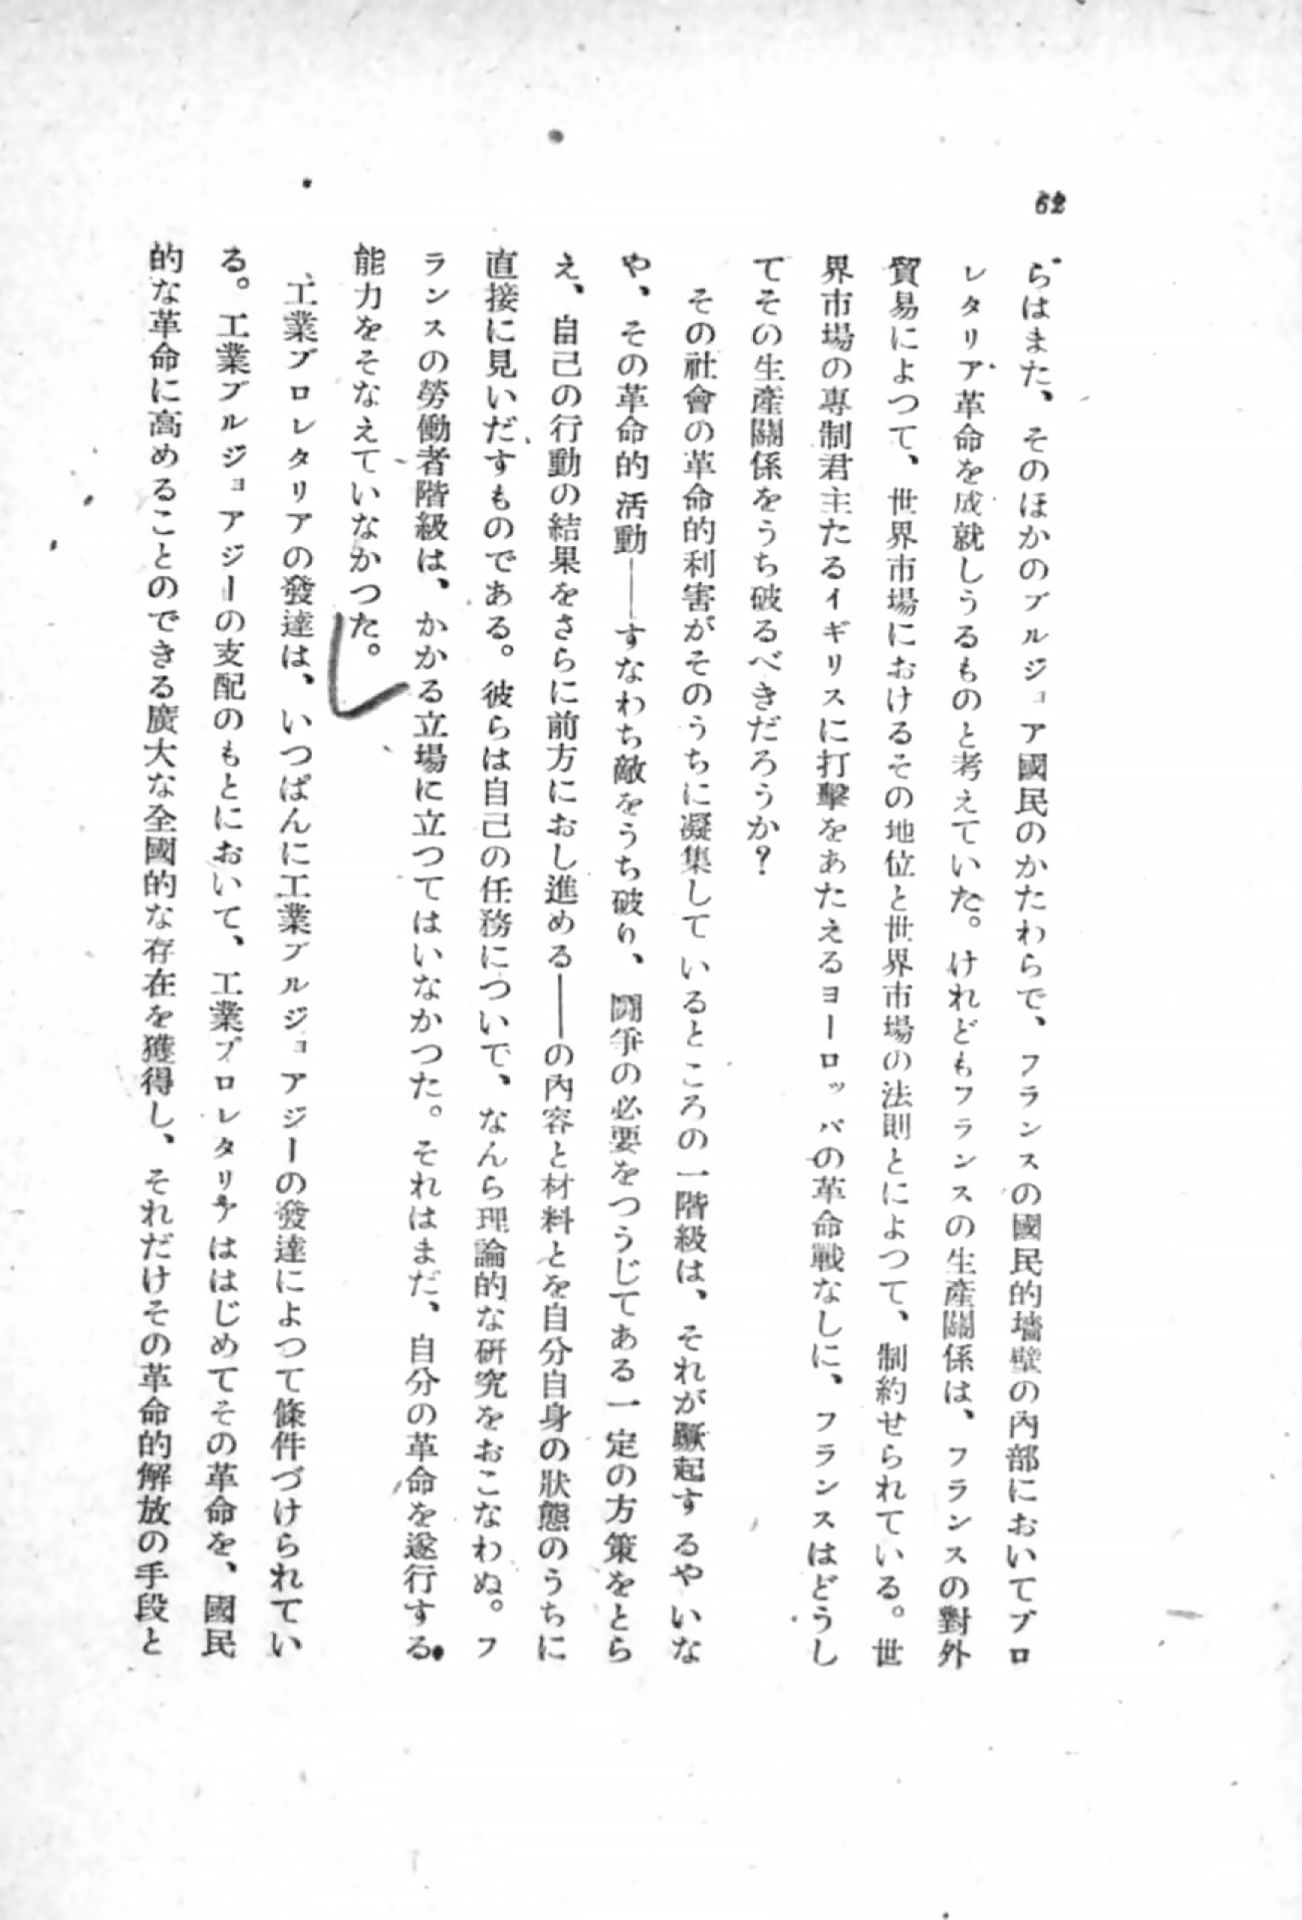 62
らはまた、そのほかのブルジョア國民のかたわらで、フランスの國民的墻壁の内部においてプロ
レタリア革命を成就しうるものと考えていた。けれどもフランスの生産關係は、フランスの對外
貿易によつて、世界市場におけるその地位と世界市場の法則とによつて、制約せられている。世
界市場の專制君主たるイギリスに打擊をあたえるヨーロッパの革命戰なしに、フランスはどうし
てその生産關係をうち破るべきだろうか?
その社會の革命的利害がそのうちに凝集しているところの一階級は、それが蹶起するやいな
や、その革命的活動——すなわち敵をうち破り、鬪爭の必要をつうじてある一定の方策をとら
え、自己の行動の結果をさらに前方におし進める——の内容と材料とを自分自身の狀態のうちに
直接に見いだすものである。彼らは自己の任務について、なんら理論的な硏究をおこなわぬ。フ
ランスの勞働者階級は、かかる立場に立つてはいなかつた。それはまだ、自分の革命を遂行する
能力をそなえていなかつた。
工業プロレタリアの發達は、いつぱんに工業ブルジョアジーの發達によつて條件づけられてい
る。工業ブルジョアジーの支配のもとにおいて、工業プロレタリアははじめてその革命を、國民
的な革命に高めることのできる廣大な全國的な存在を獲得し、それだけその革命的解放の手段と